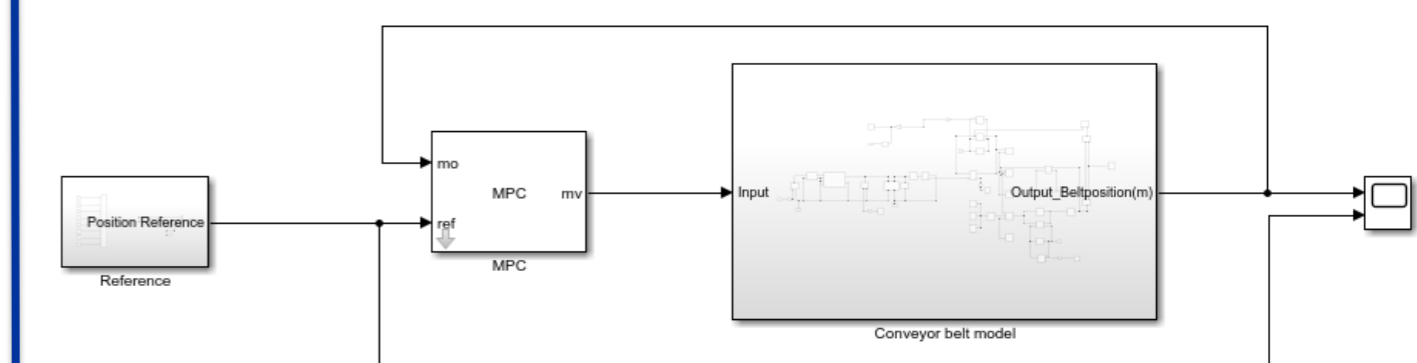 mo
MPC
mv
ref
MPC
Position Reference
Reference
Input
Output_Beltposition(m)
Conveyor belt model